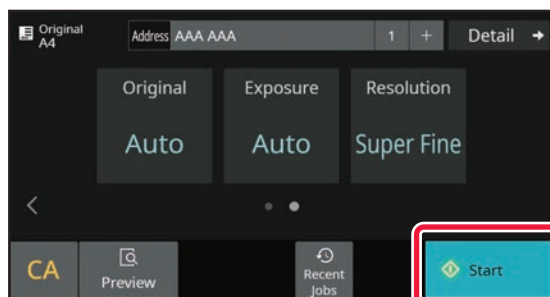 Original
A4
Address AAA AAA 1 + Detail
Original Exposure Resolution
Auto Auto Super Fine
CA Preview Recent
Jobs Start